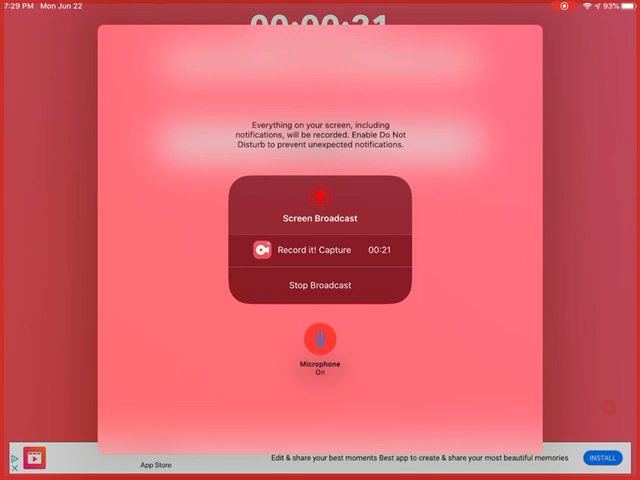 7:29 PM Mon Jun 22
93%
00:00:21
Everything on your screen, including
notifications, will be recorded. Enable Do Not
Disturb to prevent unexpected notifications.
Screen Broadcast
Record it! Capture 00:21
Stop Broadcast
Microphone
On
App Store
Edit & share your best moments Best app to create & share your most beautiful memories
INSTALL